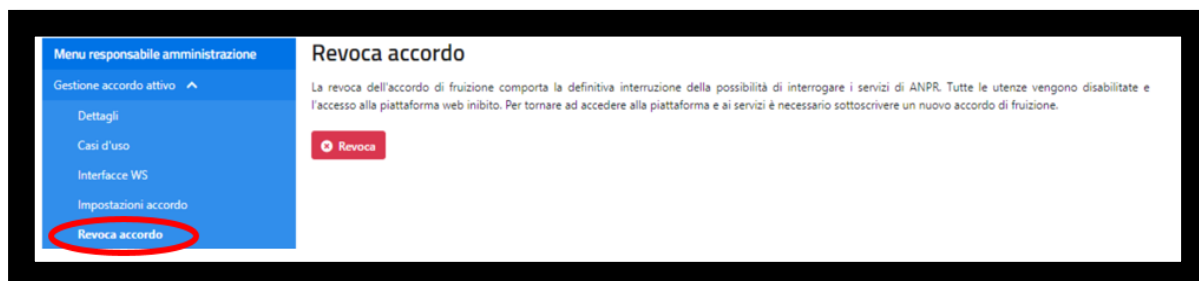 Menu responsabile amministrazione
Gestione accordo attivo
Dettagli
Casi d'uso
Interfacce WS
Impostazioni accordo
Revoca accordo
Revoca accordo
La revoca dell'accordo di fruizione comporta la definitiva interruzione della possibilità di interrogare i servizi di ANPR. Tutte le utenze vengono disabilitate e
l'accesso alla piattaforma web inibito. Per tornare ad accedere alla piattaforma e ai servizi è necessario sottoscrivere un nuovo accordo di fruizione.
Revoca